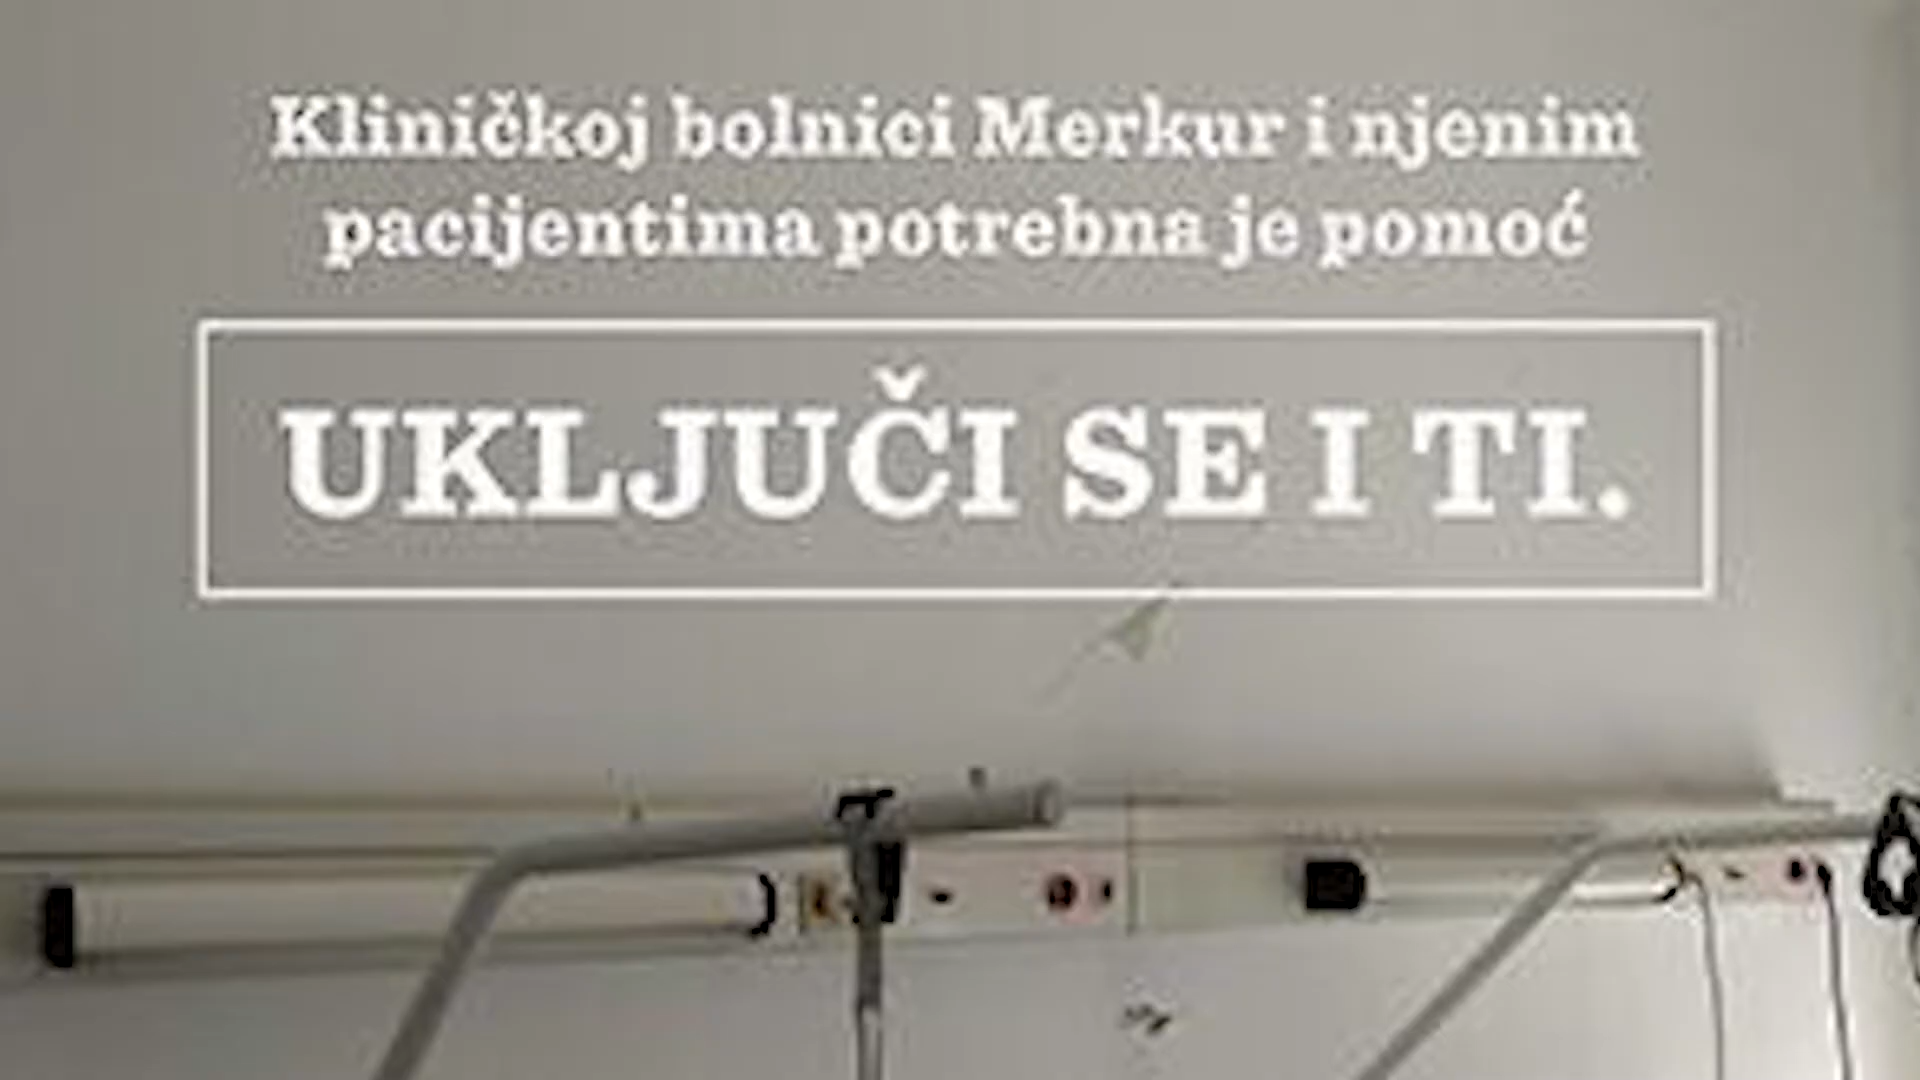 Kliničkoj bolnici Merkur i njenim
pacijentima potrebna je pomoć
UKLJUČI SE I TI.